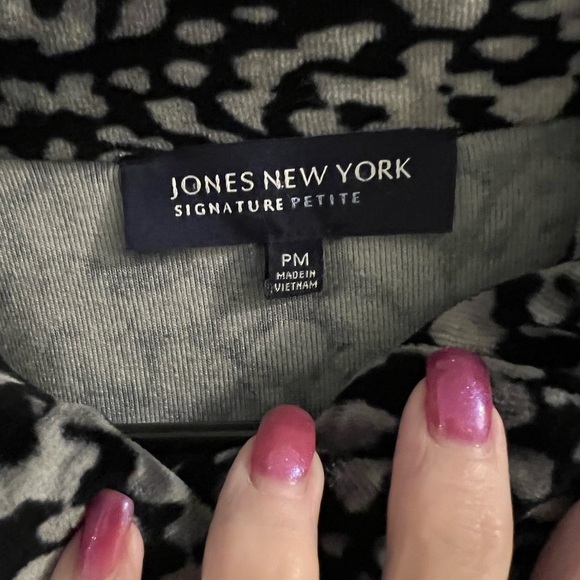 JONES NEW YORK
SIGNATURE PETITE
PM
MADE IN
VIETNAM